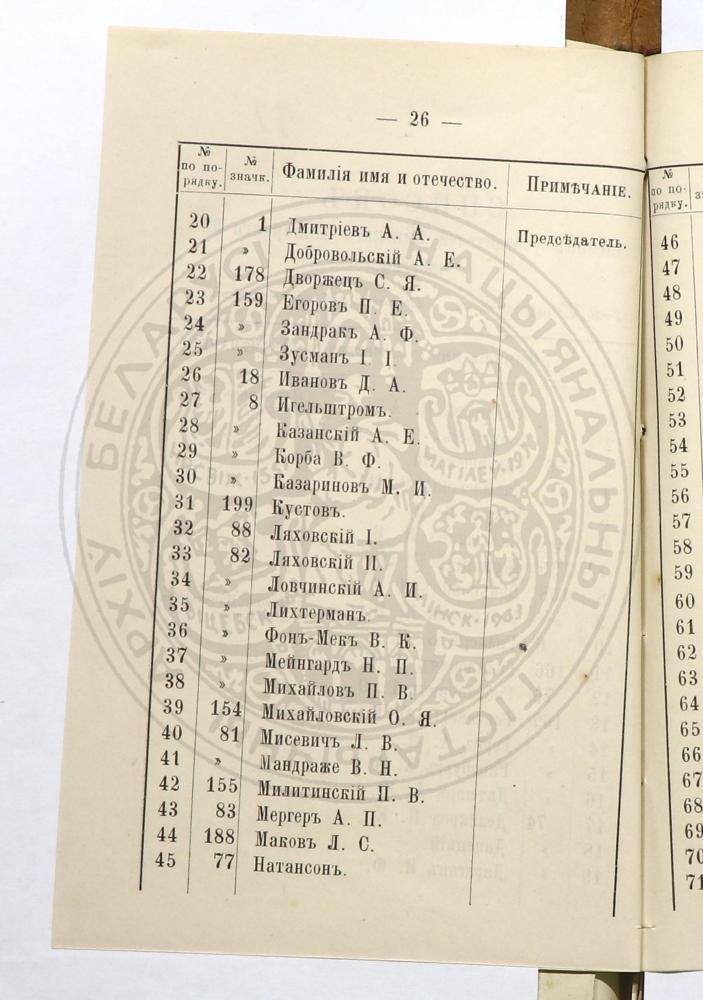 — 26 —
№ по порядку. № значк. Фамилія имя и отечество. Примѣчаніе.
20 1 Дмитріевъ А. А. Предсѣдатель.
21 » Добровольскій А. Е.
22 178 Дворжецъ С. Я.
23 159 Егоровъ П. Е.
24 » Зандракъ А. Ф.
25 » Зусманъ І. І.
26 18 Ивановъ Д. А.
27 8 Игельштромъ.
28 » Казанскій А. Е.
29 » Корба В. Ф.
30 » Казариновъ М. И.
31 199 Кустовъ.
32 88 Ляховскій І.
33 82 Ляховскій ІІ.
34 » Ловчинскій А. И.
35 » Лихтерманъ.
36 » Фонъ-Мекъ В. К.
37 » Мейнгардъ Н. П.
38 » Михайловъ П. В.
39 154 Михайловскій О. Я.
40 81 Мисевичъ Л. В.
41 » Мандраже В. Н.
42 155 Милитинскій П. В.
43 83 Мергеръ А. П.
44 188 Маковъ Л. С.
45 77 Натансонъ.
№ по порядку.
46
47
48
49
50
51
52
53
54
55
56
57
58
59
60
61
62
63
64
65
66
67
68
69
70
71